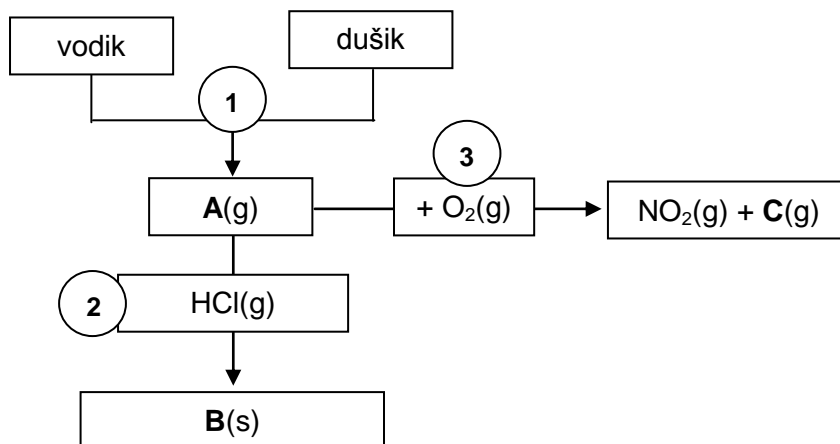 vodik
dušik
1
3
A(g)
+ O₂(g)
NO₂(g) + C(g)
2
HCl(g)
B(s)